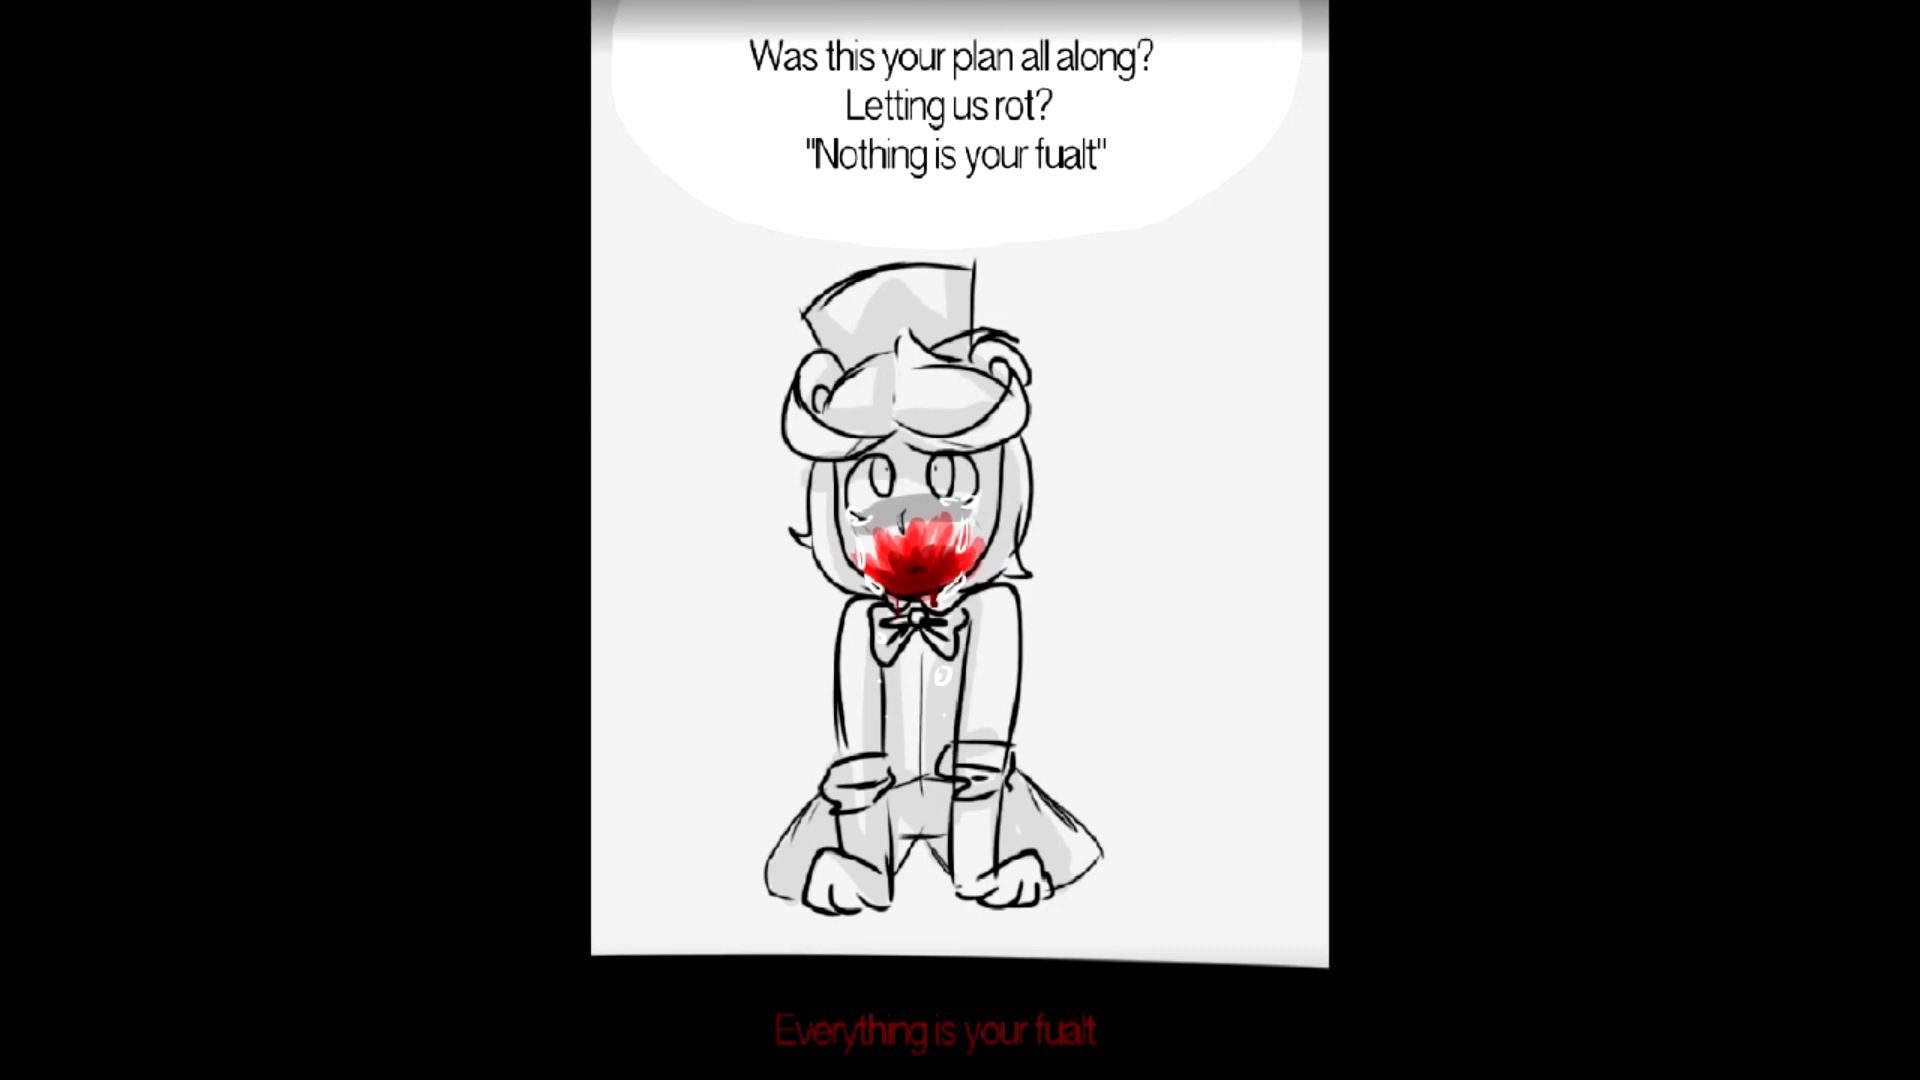 Was this your plan all along?
Letting us rot?
"Nothing is your fualt"
Everything is your fualt